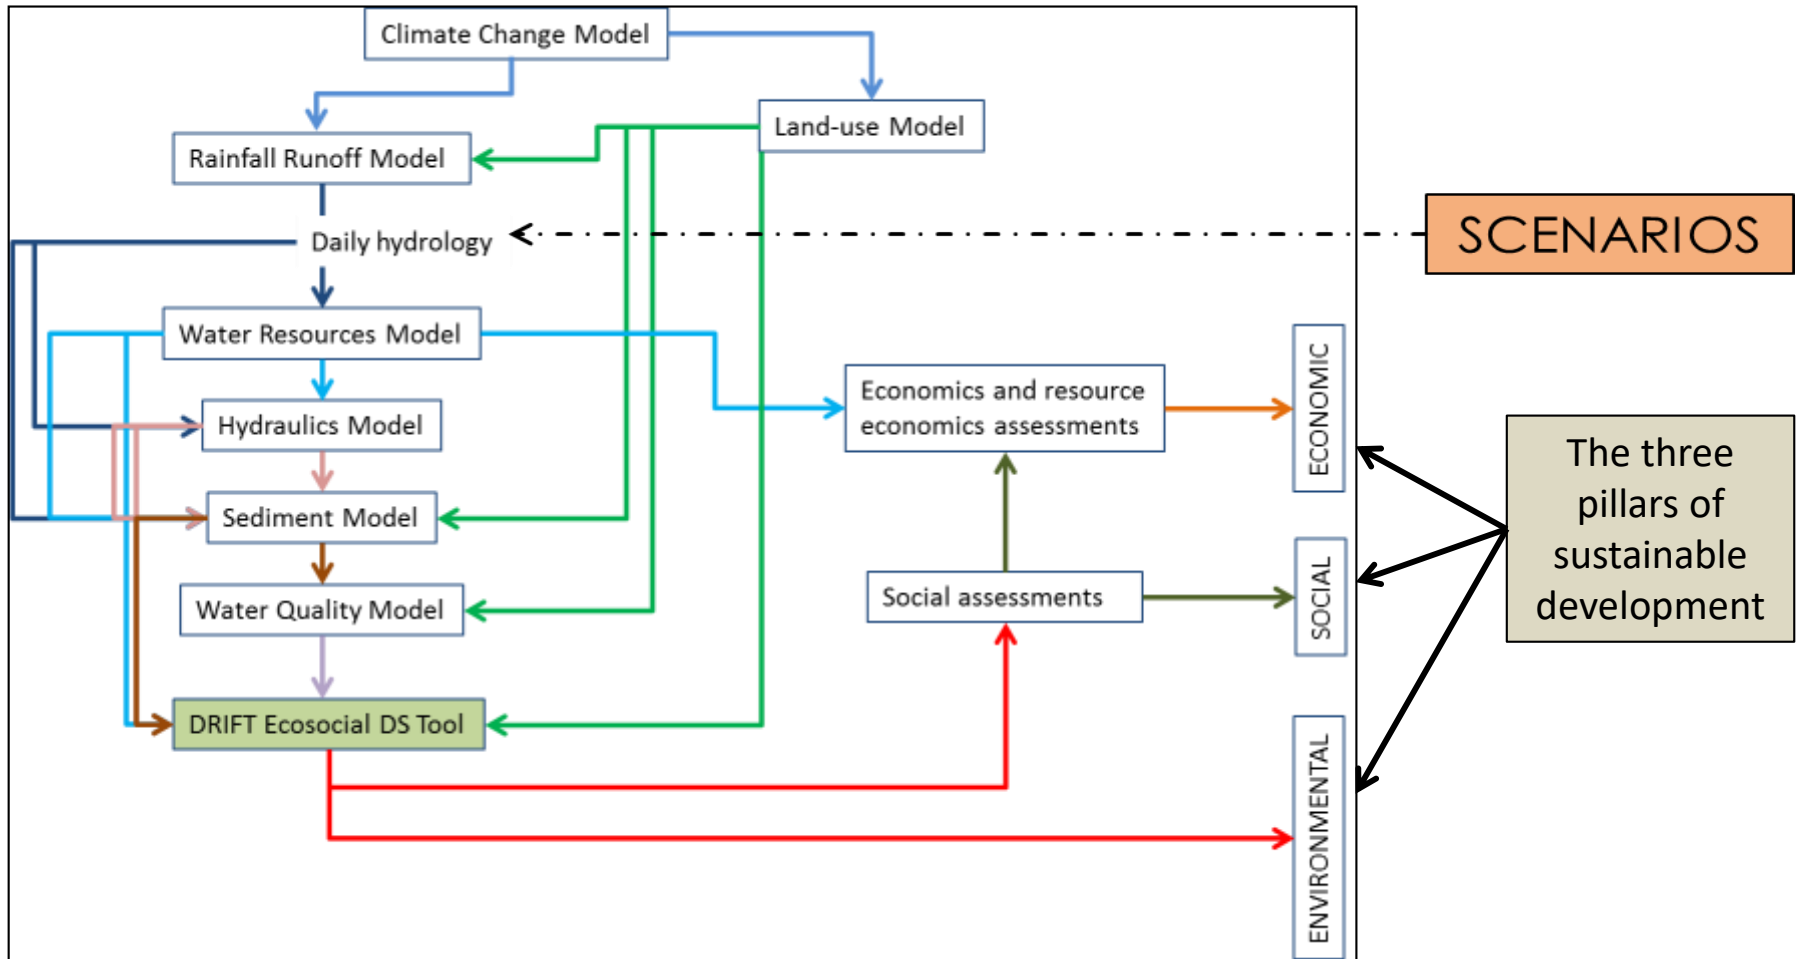 Climate Change Model
Land-use Model
Rainfall Runoff Model
Daily hydrology
SCENARIOS
Water Resources Model
Economics and resource
economics assessments
ECONOMIC
Hydraulics Model
The three
pillars of
sustainable
development
Sediment Model
Social assessments
SOCIAL
Water Quality Model
DRIFT Ecosocial DS Tool
ENVIRONMENTAL